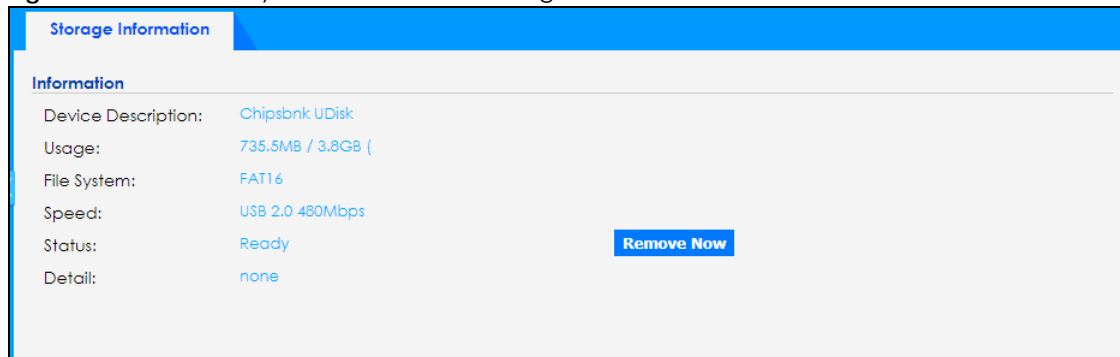 Storage Information
Information
Device Description: Chipsbnk UDisk
Usage: 735.5MB / 3.8GB (
File System: FAT16
Speed: USB 2.0 480Mbps
Status: Ready Remove Now
Detail: none